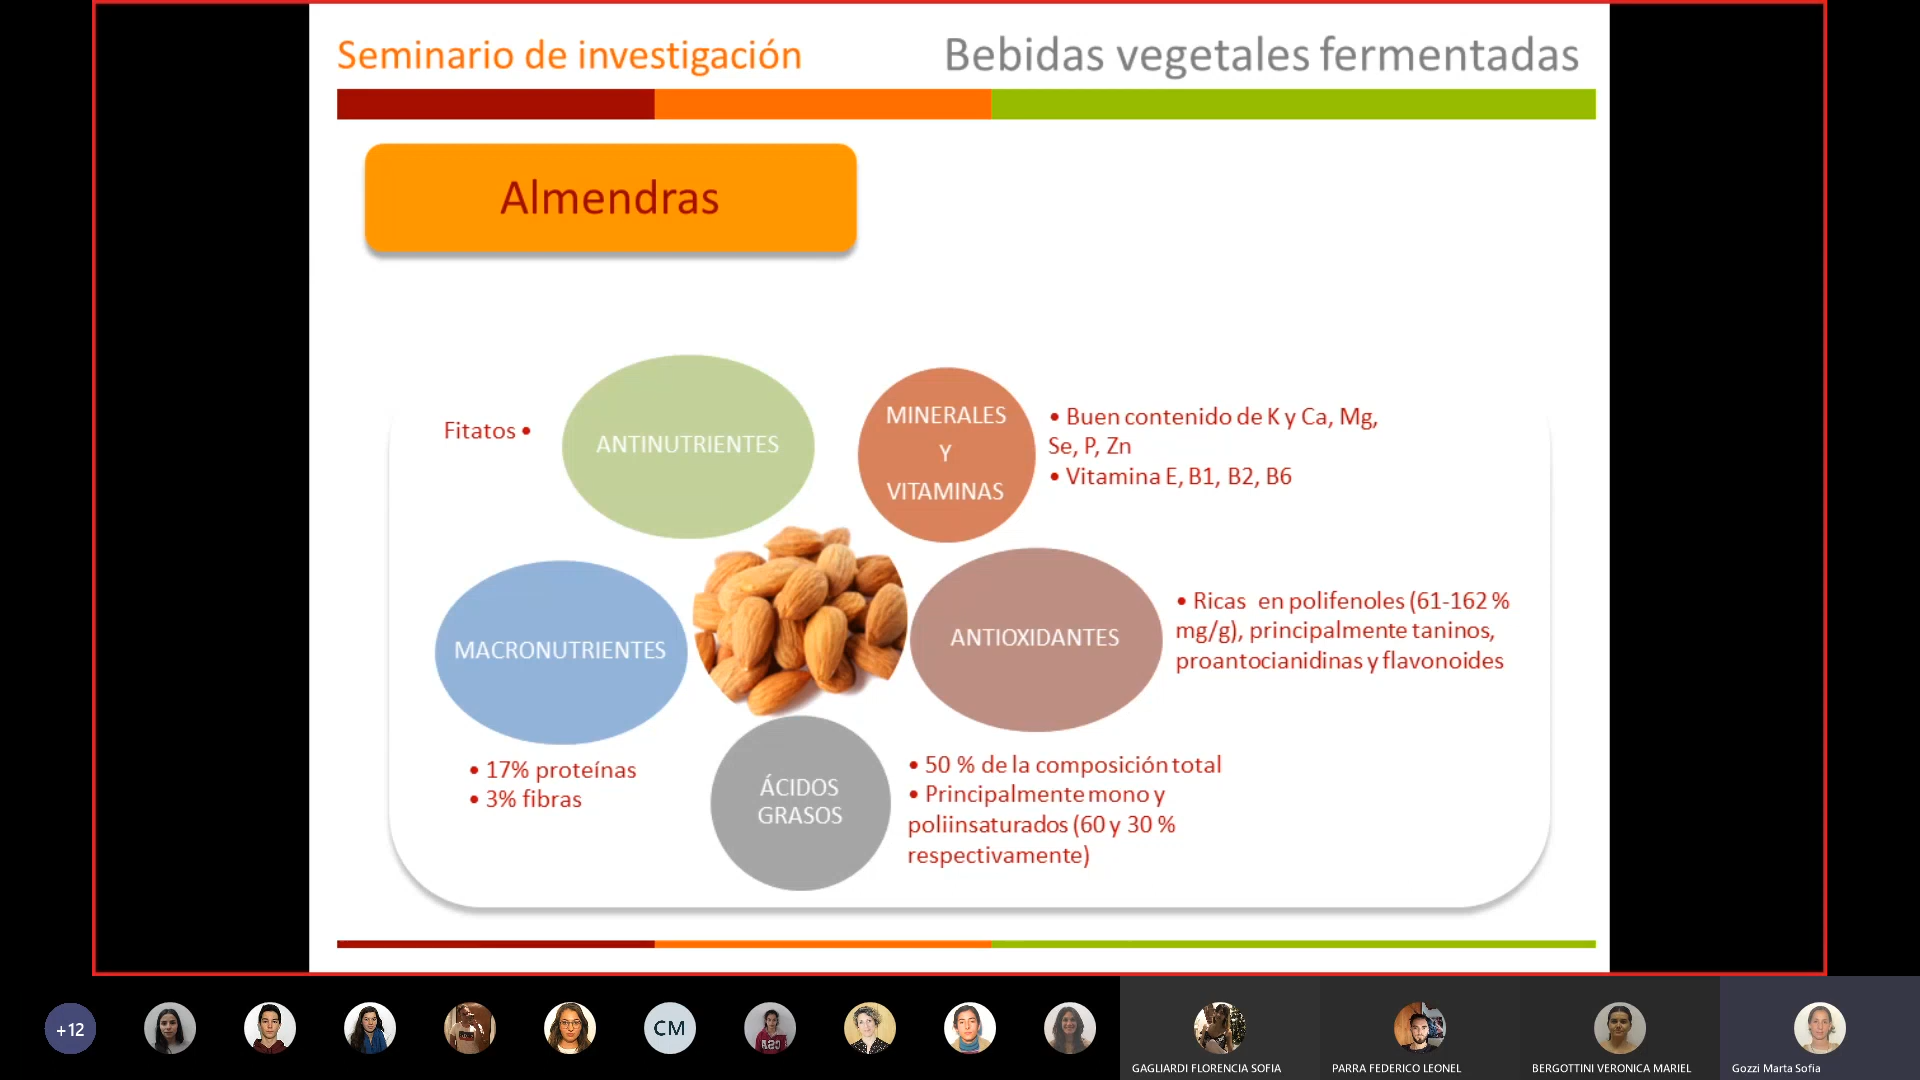 Seminario de investigación
Bebidas vegetales fermentadas
Almendras
Fitatos •
ANTINUTRIENTES
MINERALES
Y
VITAMINAS
• Buen contenido de K y Ca, Mg,
Se, P, Zn
• Vitamina E, B1, B2, B6
MACRONUTRIENTES
• 17% proteínas
• 3% fibras
ANTIOXIDANTES
• Ricas en polifenoles (61-162 %
mg/g), principalmente taninos,
proantocianidinas y flavonoides
ÁCIDOS
GRASOS
• 50 % de la composición total
• Principalmente mono y
poliinsaturados (60 y 30 %
respectivamente)
+12
CM
GAGLIARDI FLORENCIA SOFIA
PARRA FEDERICO LEONEL
BERGOTTINI VERONICA MARIEL
Gozzi Marta Sofia